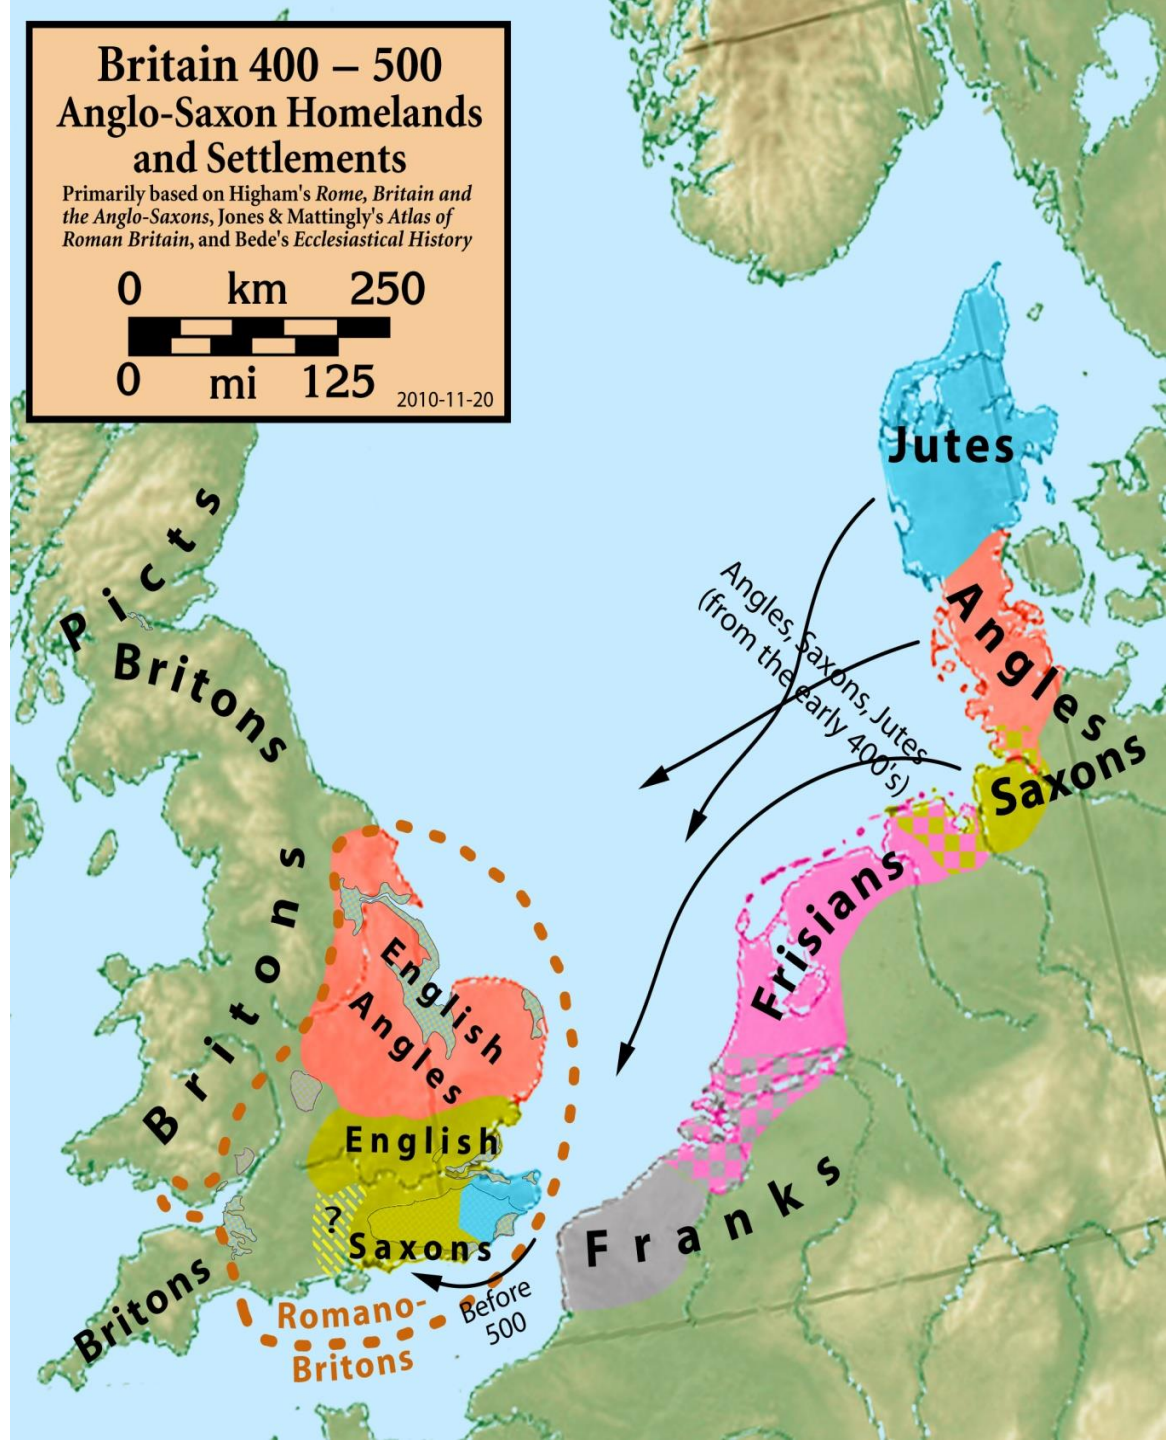 Britain 400 – 500
Anglo-Saxon Homelands
and Settlements
Primarily based on Higham's Rome, Britain and
the Anglo-Saxons, Jones & Mattingly's Atlas of
Roman Britain, and Bede's Ecclesiastical History
0 km 250
0 mi 125
2010-11-20
Picts
Britons
Britons
Britons
Jutes
Angles
Saxons
Angles, Saxons, Jutes
(from the early 400's)
Frisians
Franks
English
Angles
English
?
Saxons
Before
500
Romano-
Britons